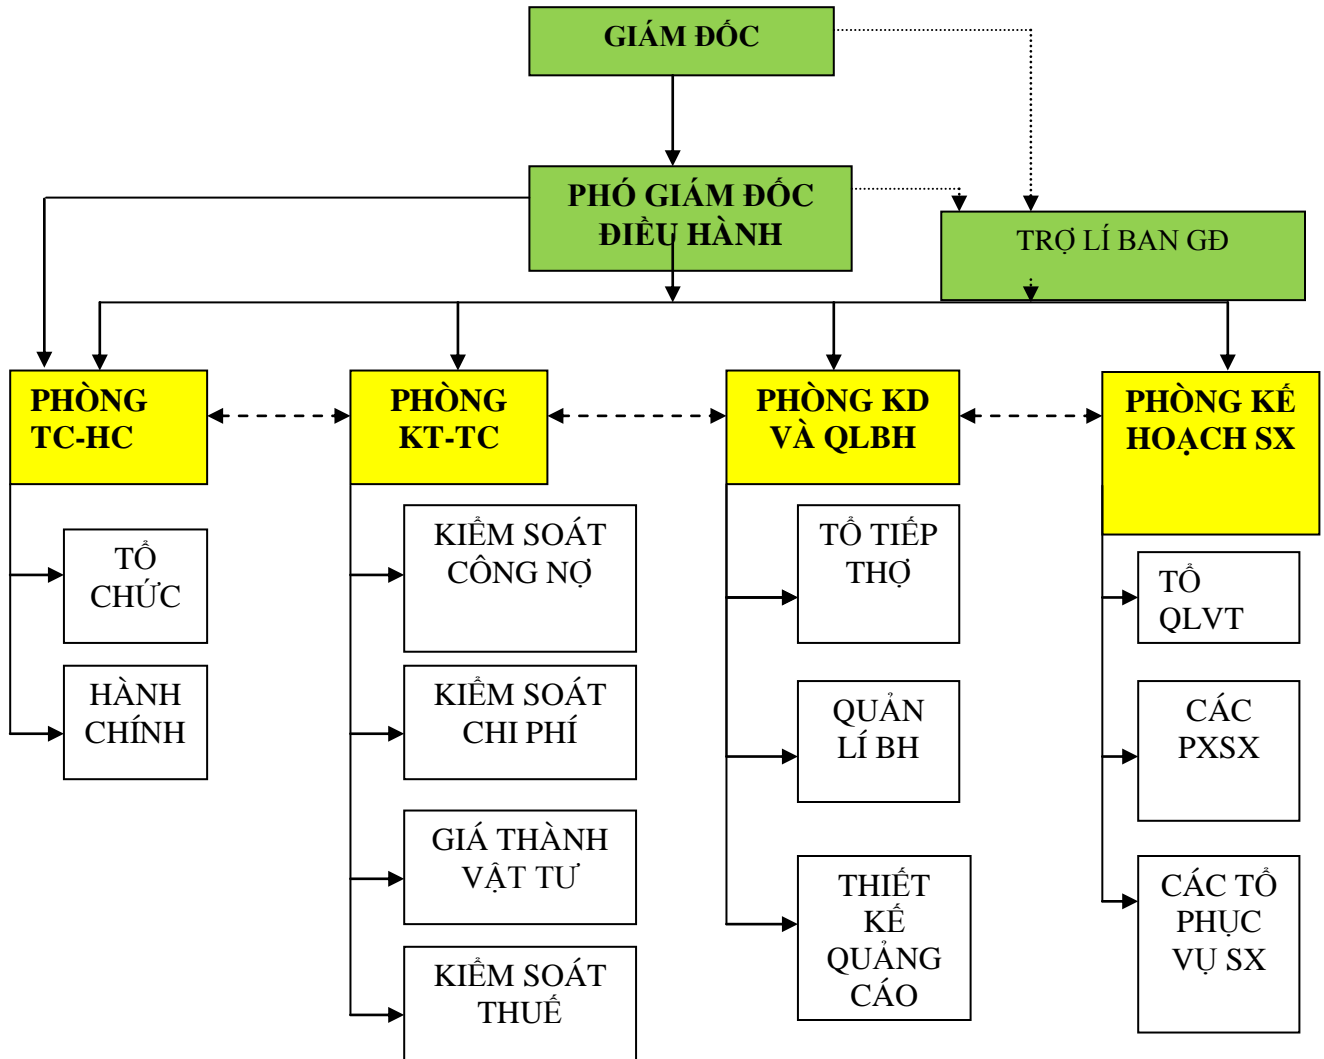 GIÁM ĐỐC
PHÓ GIÁM ĐỐC
ĐIỀU HÀNH
TRỢ LÍ BAN GĐ
PHÒNG
TC-HC
PHÒNG
KT-TC
PHÒNG KD
VÀ QLBH
PHÒNG KẾ
HOẠCH SX
TỔ
CHỨC
HÀNH
CHÍNH
KIỂM SOÁT
CÔNG NỢ
KIỂM SOÁT
CHI PHÍ
GIÁ THÀNH
VẬT TƯ
KIỂM SOÁT
THUẾ
TỔ TIẾP
THỢ
QUẢN
LÍ BH
THIẾT
KẾ
QUẢNG
CÁO
TỔ
QLVT
CÁC
PXSX
CÁC TỔ
PHỤC
VỤ SX